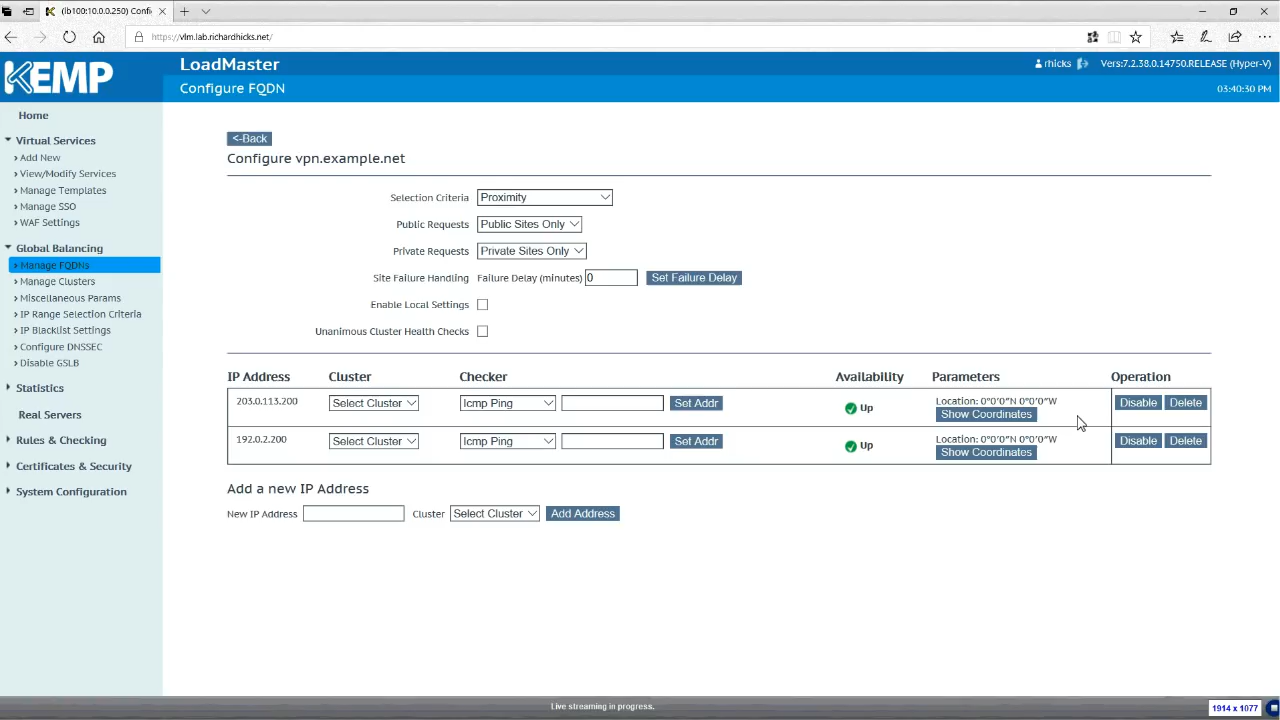 (lb100:10.0.0.250) Confi
https://vlm.lab.richardhicks.net/
KEMP
LoadMaster
rhicks
Vers:7.2.38.0.14750.RELEASE (Hyper-V)
Configure FQDN
03:40:30 PM
Home
Virtual Services
Add New
View/Modify Services
Manage Templates
Manage SSO
WAF Settings
Global Balancing
Manage FQDNs
Manage Clusters
Miscellaneous Params
IP Range Selection Criteria
IP Blacklist Settings
Configure DNSSEC
Disable GSLB
Statistics
Real Servers
Rules & Checking
Certificates & Security
System Configuration
<-Back
Configure vpn.example.net
Selection Criteria Proximity
Public Requests Public Sites Only
Private Requests Private Sites Only
Site Failure Handling Failure Delay (minutes) 0 Set Failure Delay
Enable Local Settings
Unanimous Cluster Health Checks
IP Address Cluster Checker Availability Parameters Operation
203.0.113.200 Select Cluster Icmp Ping Set Addr Up Location: 0°0'0"N 0°0'0"W Show Coordinates Disable Delete
192.0.2.200 Select Cluster Icmp Ping Set Addr Up Location: 0°0'0"N 0°0'0"W Show Coordinates Disable Delete
Add a new IP Address
New IP Address Cluster Select Cluster Add Address
Live streaming in progress.
1914 x 1077